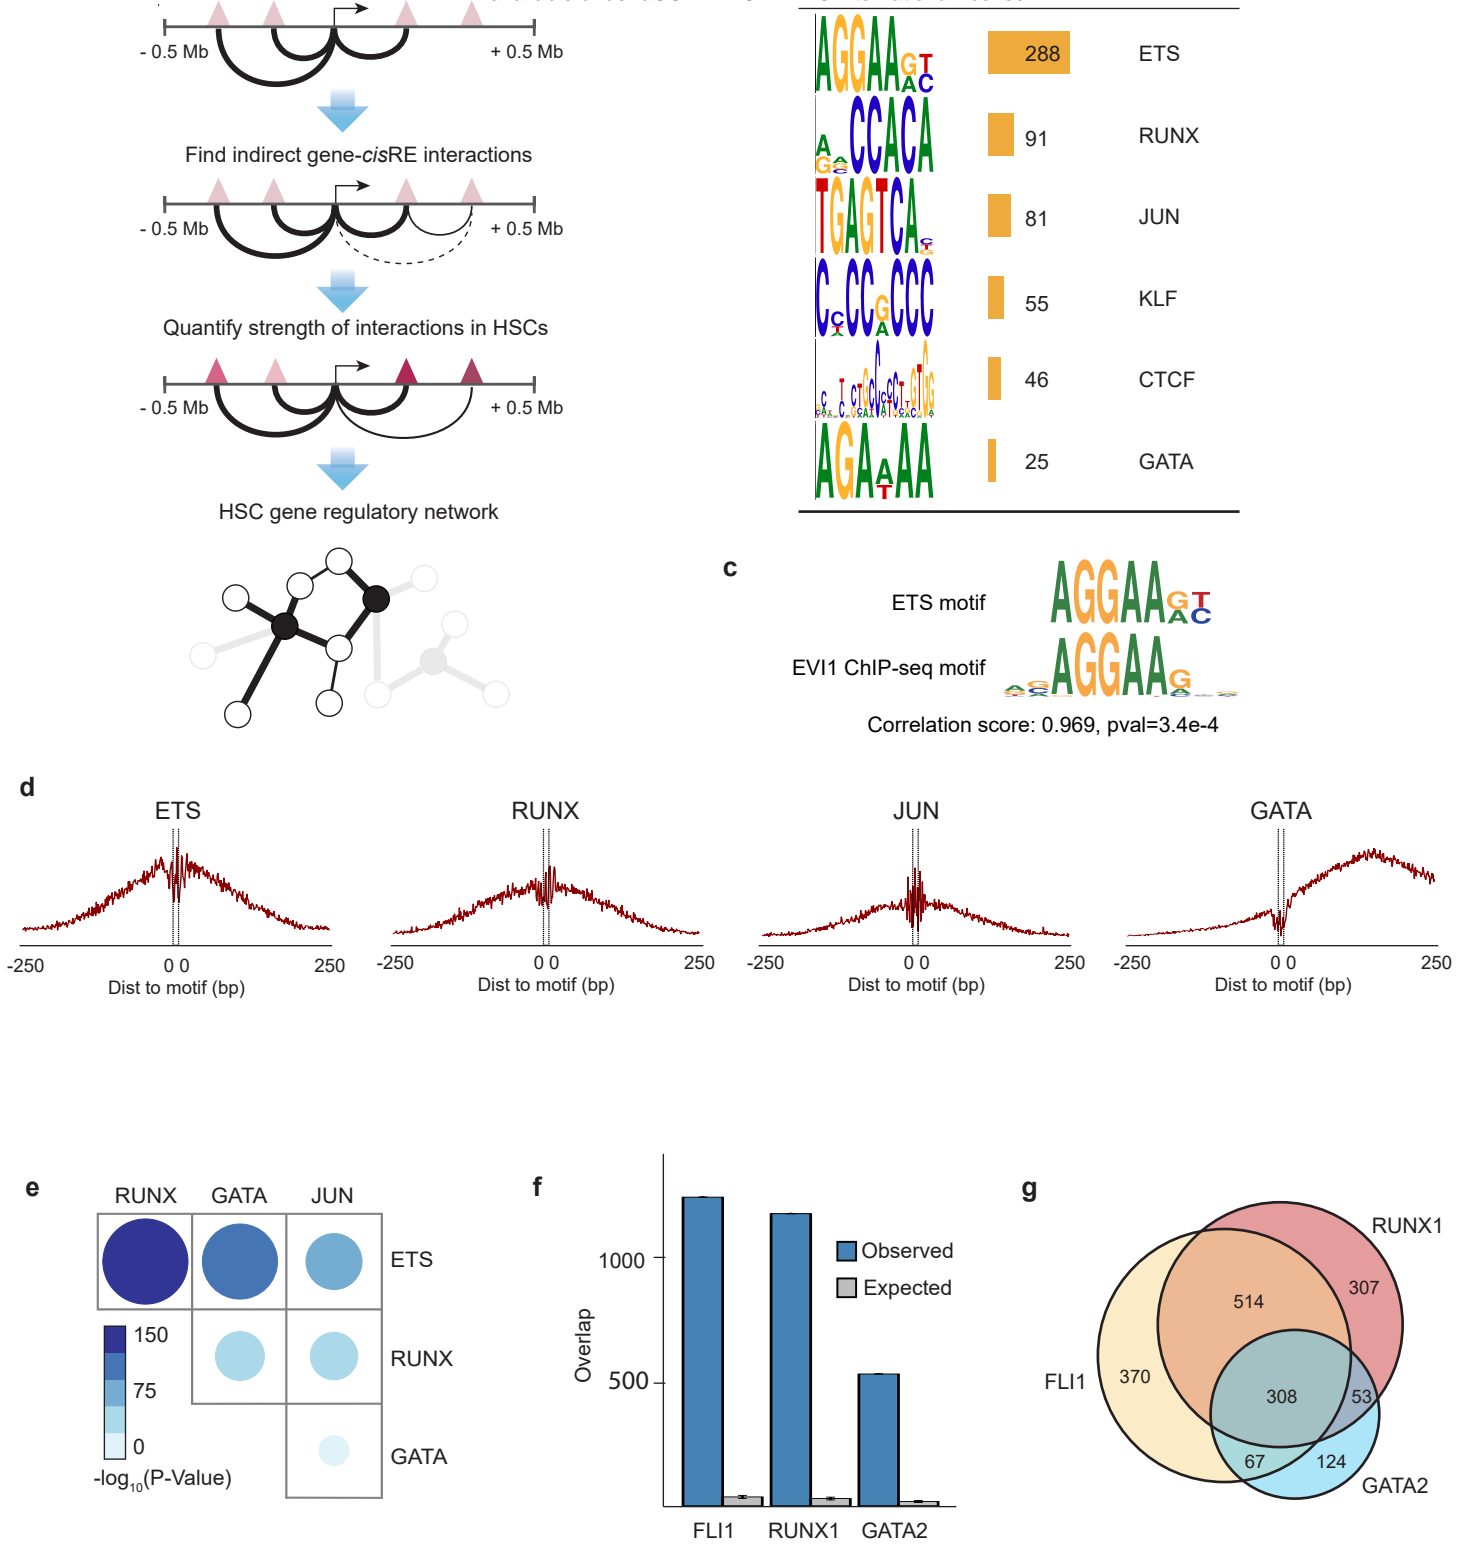 - 0.5 Mb
+ 0.5 Mb
Find indirect gene-cisRE interactions
- 0.5 Mb
+ 0.5 Mb
Quantify strength of interactions in HSCs
- 0.5 Mb
+ 0.5 Mb
HSC gene regulatory network
288 ETS
91 RUNX
81 JUN
55 KLF
46 CTCF
25 GATA
c
ETS motif
AGGAA
EVI1 ChIP-seq motif
AGGAA
Correlation score: 0.969, pval=3.4e-4
d
ETS
-250 0 0 250
Dist to motif (bp)
RUNX
-250 0 0 250
Dist to motif (bp)
JUN
-250 0 0 250
Dist to motif (bp)
GATA
-250 0 0 250
Dist to motif (bp)
e
RUNX GATA JUN
ETS
RUNX
GATA
150
75
0
-log10(P-Value)
f
Overlap
1000
500
Observed
Expected
FLI1 RUNX1 GATA2
g
RUNX1
FLI1
GATA2
307
514
370
308
53
67
124